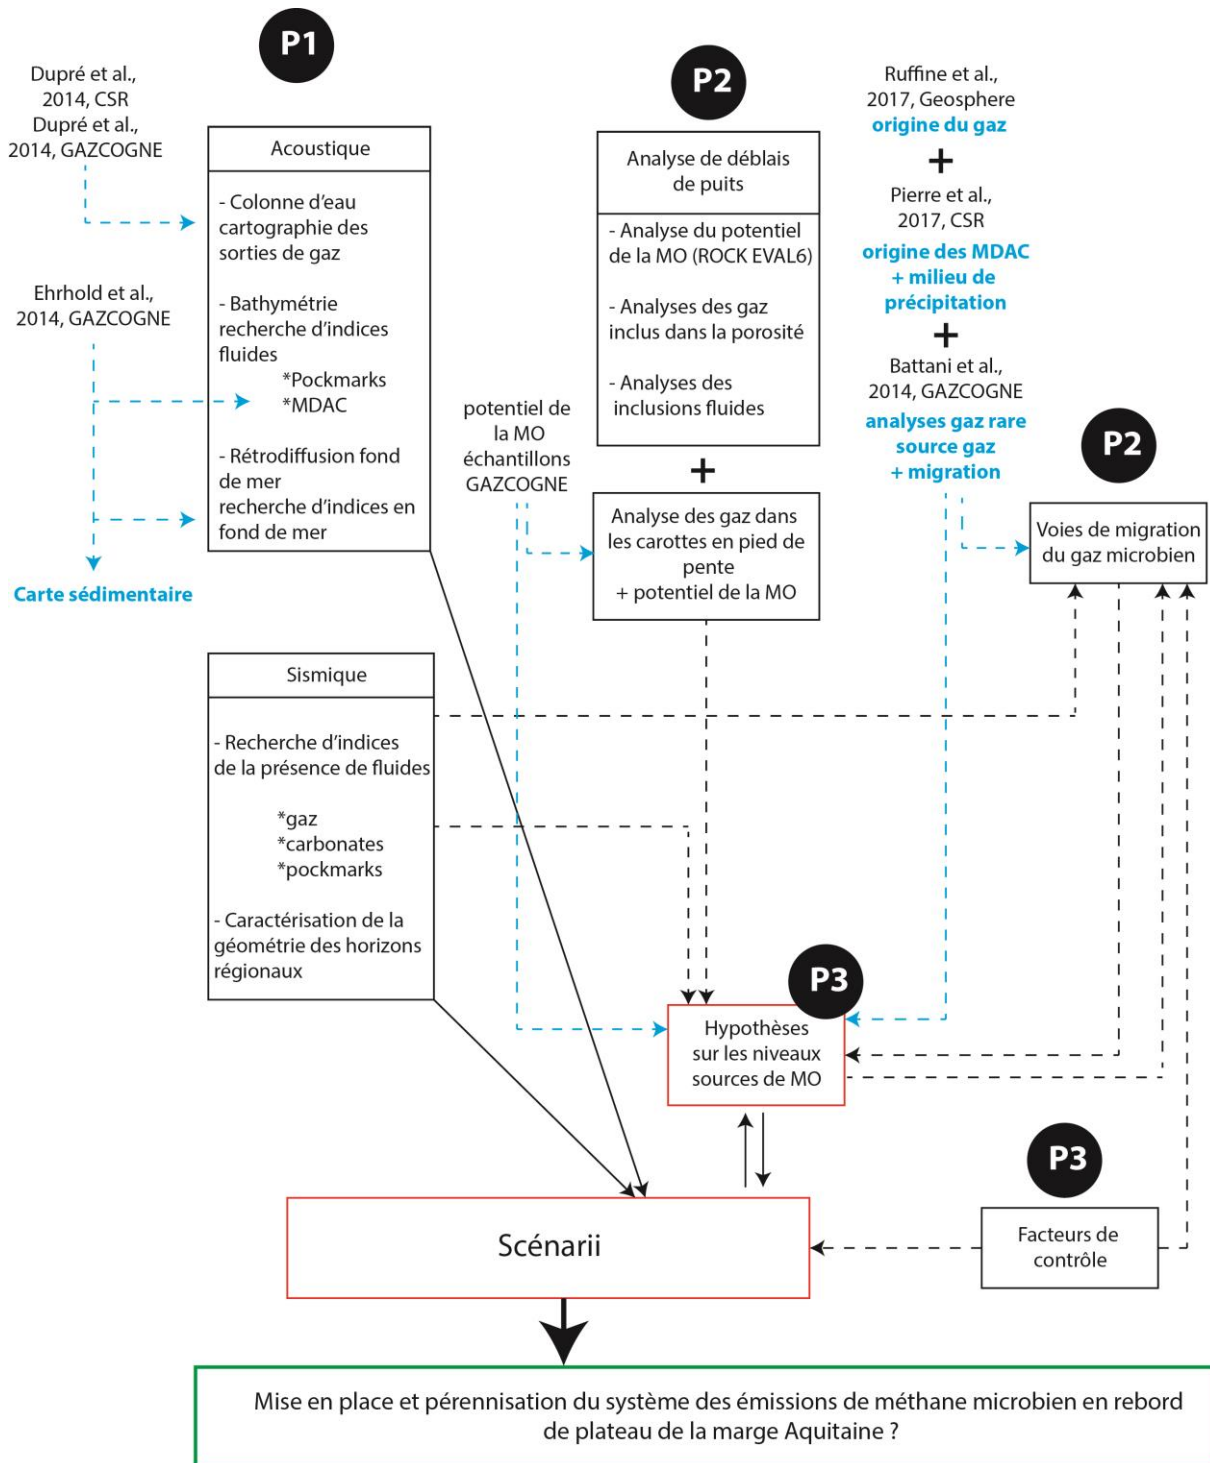 P1
Dupré et al.,
2014, CSR
Dupré et al.,
2014, GAZCOGNE
Ehrhold et al.,
2014, GAZCOGNE
Carte sédimentaire
Acoustique
- Colonne d'eau
cartographie des
sorties de gaz
- Bathymétrie
recherche d'indices
fluides
*Pockmarks
*MDAC
- Rétrodiffusion fond
de mer
recherche d'indices en
fond de mer
Sismique
- Recherche d'indices
de la présence de fluides
*gaz
*carbonates
*pockmarks
- Caractérisation de la
géométrie des horizons
régionaux
P2
Analyse de déblais
de puits
- Analyse du potentiel
de la MO (ROCK EVAL6)
- Analyses des gaz
inclus dans la porosité
- Analyses des
inclusions fluides
+
potentiel de
la MO
échantillons
GAZCOGNE
Analyse des gaz dans
les carottes en pied de
pente
+ potentiel de la MO
Ruffine et al.,
2017, Geosphere
origine du gaz
+
Pierre et al.,
2017, CSR
origine des MDAC
+ milieu de
précipitation
+
Battani et al.,
2014, GAZCOGNE
analyses gaz rare
source gaz
+ migration
P2
Voies de migration
du gaz microbien
P3
Hypothèses
sur les niveaux
sources de MO
P3
Facteurs de
contrôle
Scénarii
Mise en place et pérennisation du système des émissions de méthane microbien en rebord
de plateau de la marge Aquitaine ?